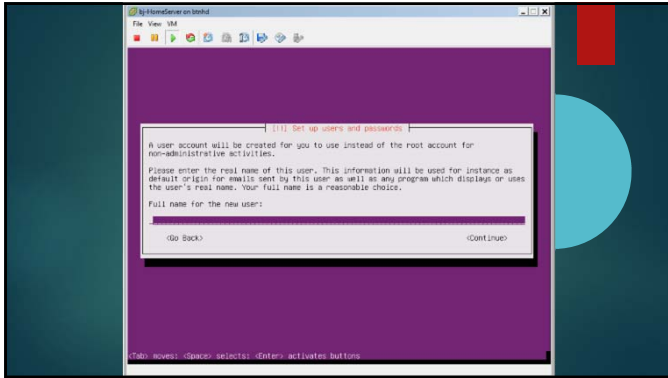 kj-HomeServer on btnhd
File View VM
[!!] Set up users and passwords
A user account will be created for you to use instead of the root account for
non-administrative activities.
Please enter the real name of this user. This information will be used for instance as
default origin for emails sent by this user as well as any program which displays or uses
the user's real name. Your full name is a reasonable choice.
Full name for the new user:
<Go Back> <Continue>
<Tab> moves; <Space> selects; <Enter> activates buttons